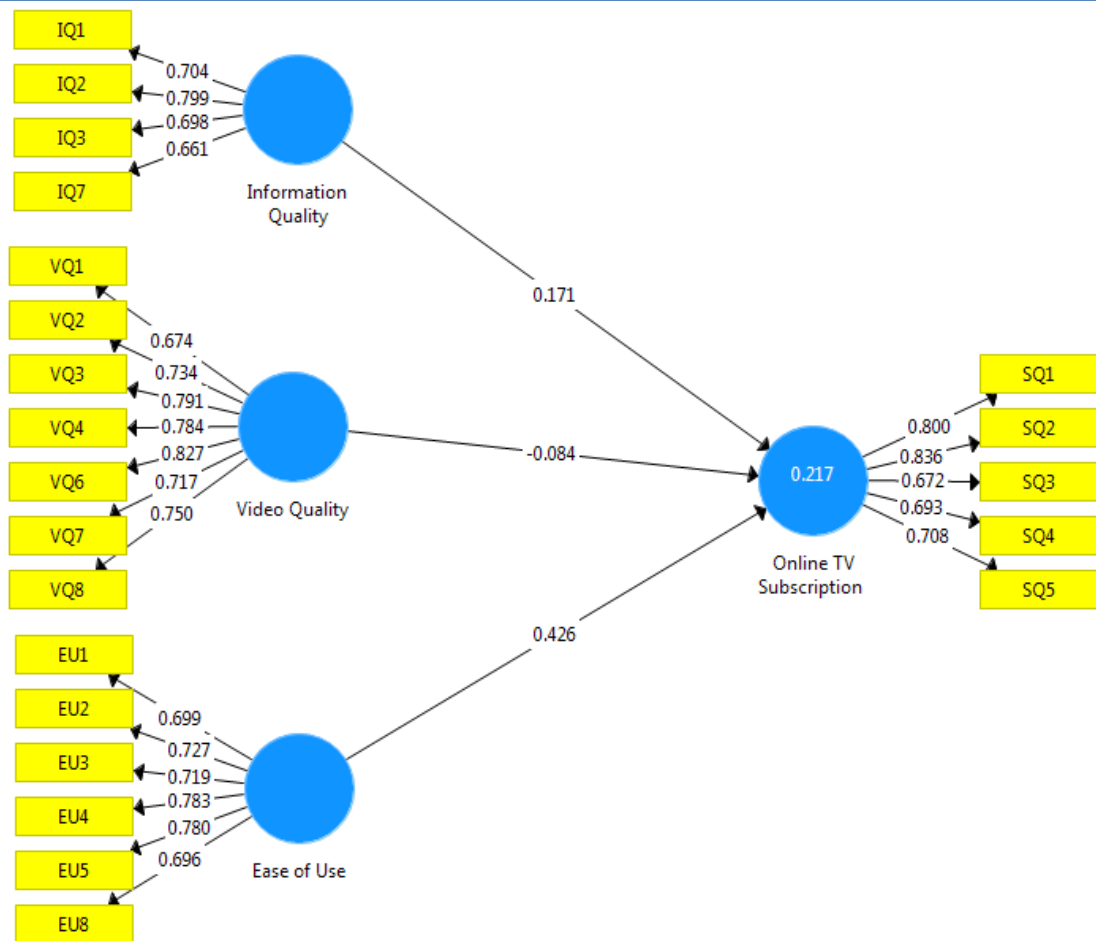 IQ1
IQ2
IQ3
IQ7
0.704
0.799
0.698
0.661
Information
Quality
VQ1
VQ2
VQ3
VQ4
VQ6
VQ7
VQ8
0.674
0.734
0.791
0.784
0.827
0.717
0.750
Video Quality
EU1
EU2
EU3
EU4
EU5
EU8
0.699
0.727
0.719
0.783
0.780
0.696
Ease of Use
0.171
-0.084
0.426
0.217
Online TV
Subscription
0.800
0.836
0.672
0.693
0.708
SQ1
SQ2
SQ3
SQ4
SQ5